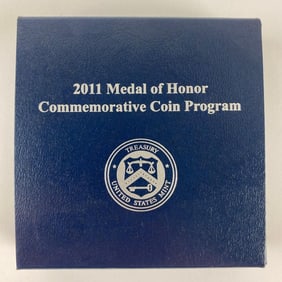 2011 Medal of Honor
Commemorative Coin Program
TREASURY
UNITED STATES MINT